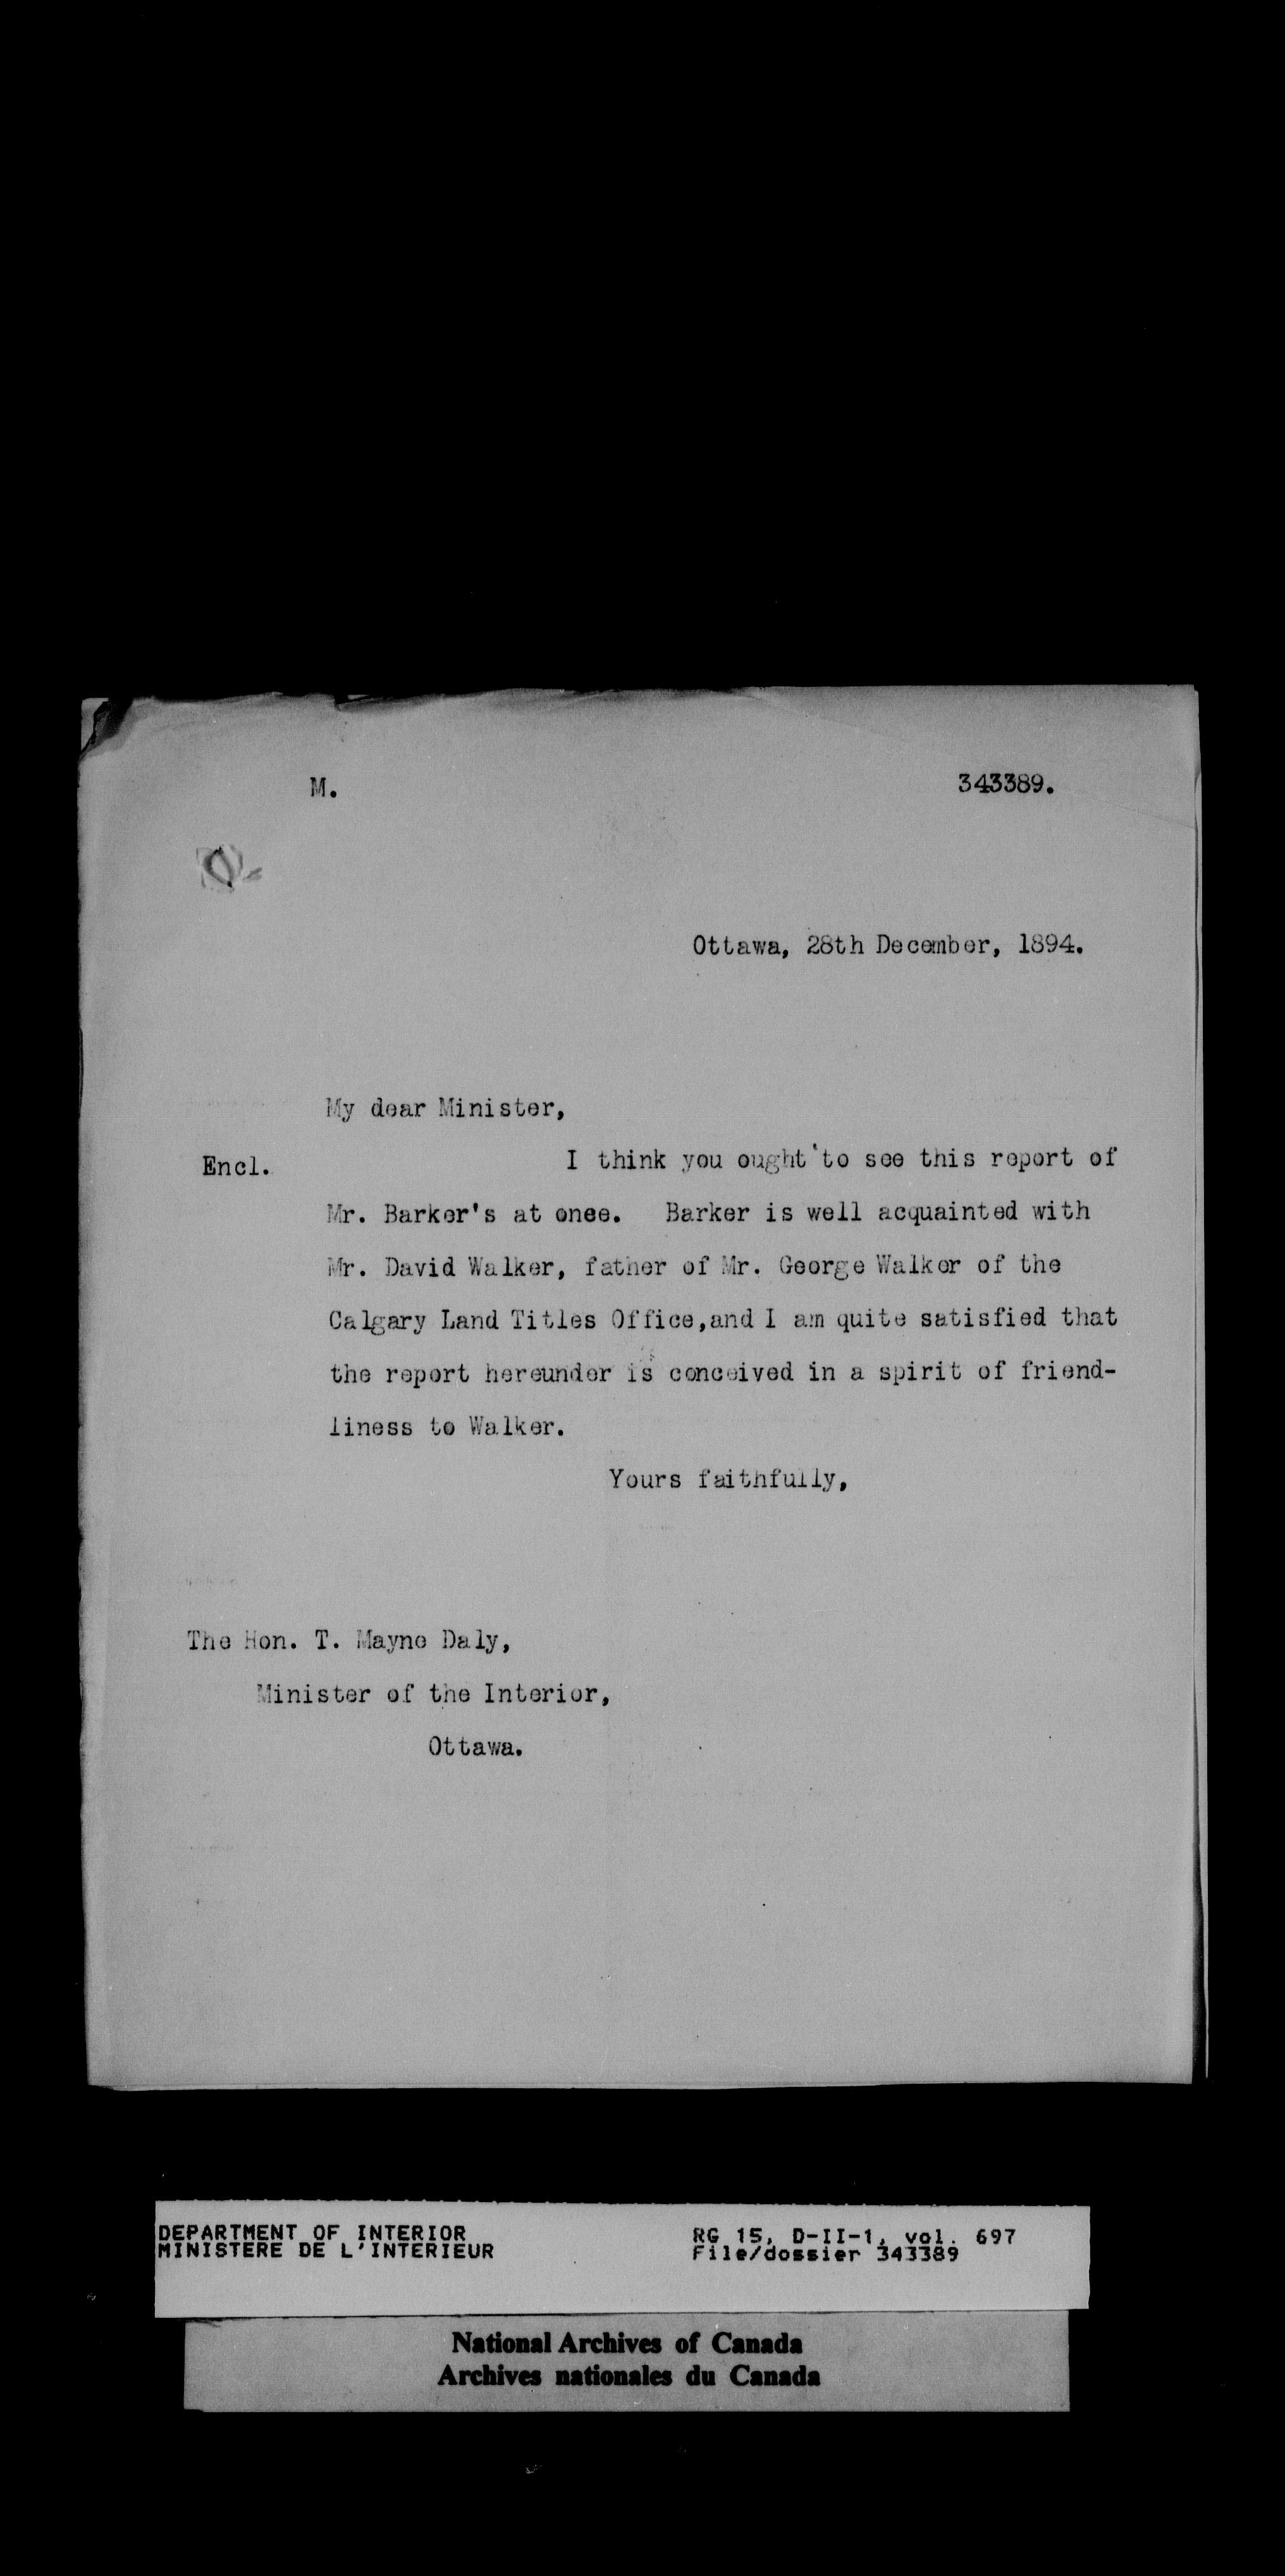 M. 343389.
Ottawa, 28th December, 1894.
My dear Minister,
Encl. I think you ought to see this report of
Mr. Barker's at once. Barker is well acquainted with
Mr. David Walker, father of Mr. George Walker of the
Calgary Land Titles Office,and I am quite satisfied that
the report hereunder is conceived in a spirit of friend-
liness to Walker.
Yours faithfully,
The Hon. T. Mayne Daly,
Minister of the Interior,
Ottawa.
DEPARTMENT OF INTERIOR RG 15, D-II-1, vol. 697
MINISTERE DE L'INTERIEUR File/dossier 343389
National Archives of Canada
Archives nationales du Canada